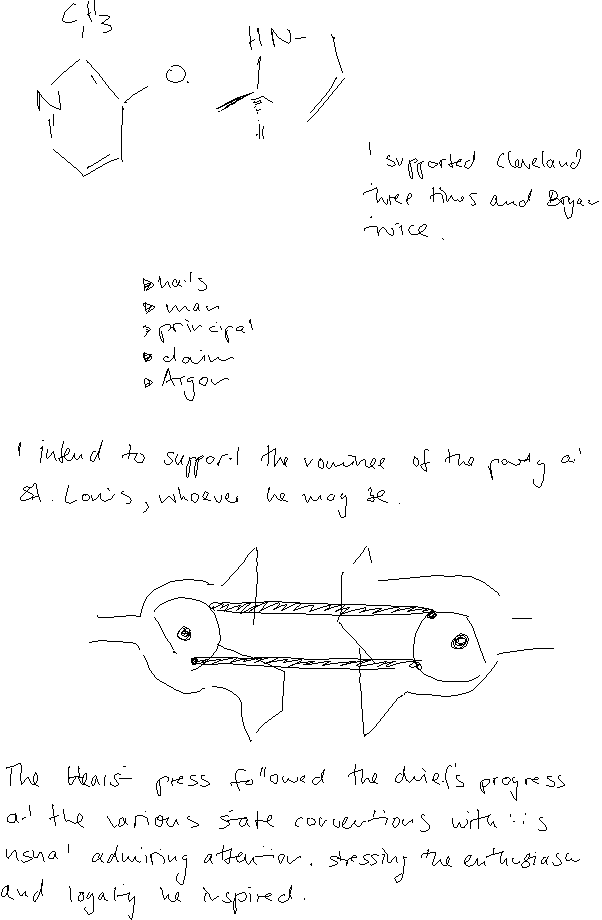 CH3
N
O
HN
I supported Cleveland
three times and Bryan
twice.
nails
man
principal
claim
Argon
I intend to support the nominee of the party at
St. Louis, whoever he may be.
The Hearst press followed the chief's progress
at the various state conventions with its
usual admiring attention, stressing the enthusiasm
and loyalty he inspired.